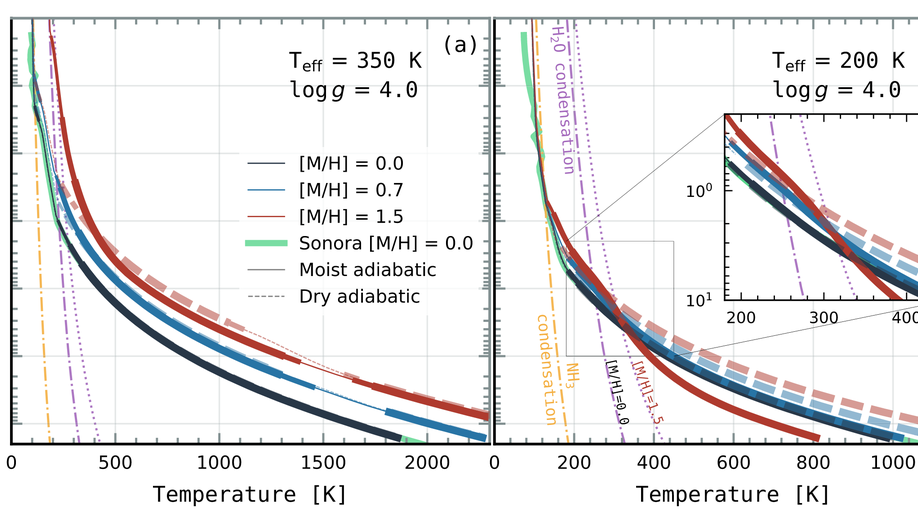 (a)
T_eff = 350 K
log g = 4.0
[M/H] = 0.0
[M/H] = 0.7
[M/H] = 1.5
Sonora [M/H] = 0.0
Moist adiabatic
Dry adiabatic
0 500 1000 1500 2000
Temperature [K]
T_eff = 200 K
log g = 4.0
H₂O condensation
NH₃
condensation
[M/H]=0.0
[M/H]=1.5
10⁰
10¹
200 300 400
0 200 400 600 800 1000
Temperature [K]